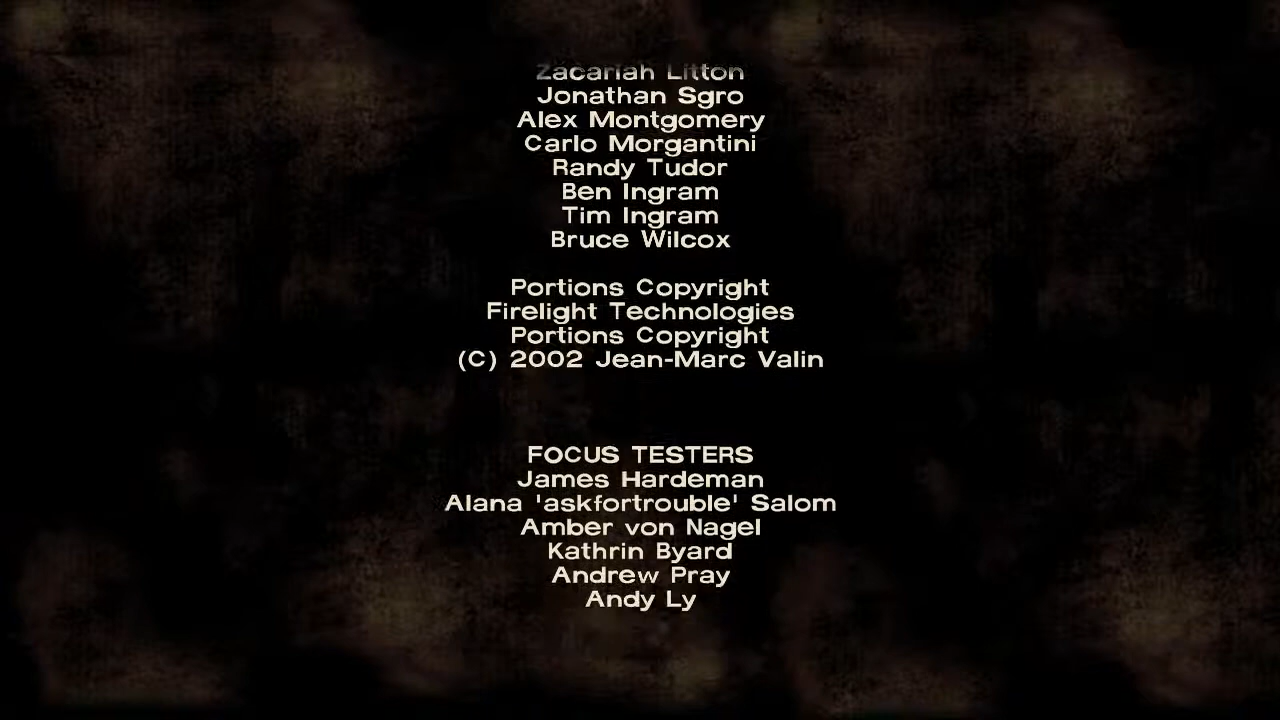 Zacariah Litton
Jonathan Sgro
Alex Montgomery
Carlo Morgantini
Randy Tudor
Ben Ingram
Tim Ingram
Bruce Wilcox
Portions Copyright
Firelight Technologies
Portions Copyright
(C) 2002 Jean-Marc Valin
FOCUS TESTERS
James Hardeman
Alana 'askfortrouble' Salom
Amber von Nagel
Kathrin Byard
Andrew Pray
Andy Ly